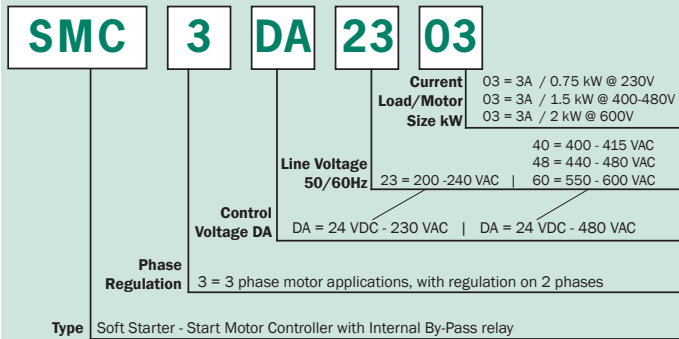 SMC 3 DA 23 03
Current Load/Motor Size kW
03 = 3A / 0.75 kW @ 230V
03 = 3A / 1.5 kW @ 400-480V
03 = 3A / 2 kW @ 600V
Line Voltage 50/60Hz
40 = 400 - 415 VAC
48 = 440 - 480 VAC
23 = 200 -240 VAC | 60 = 550 - 600 VAC
Control Voltage DA
DA = 24 VDC - 230 VAC | DA = 24 VDC - 480 VAC
Phase Regulation
3 = 3 phase motor applications, with regulation on 2 phases
Type Soft Starter - Start Motor Controller with Internal By-Pass relay